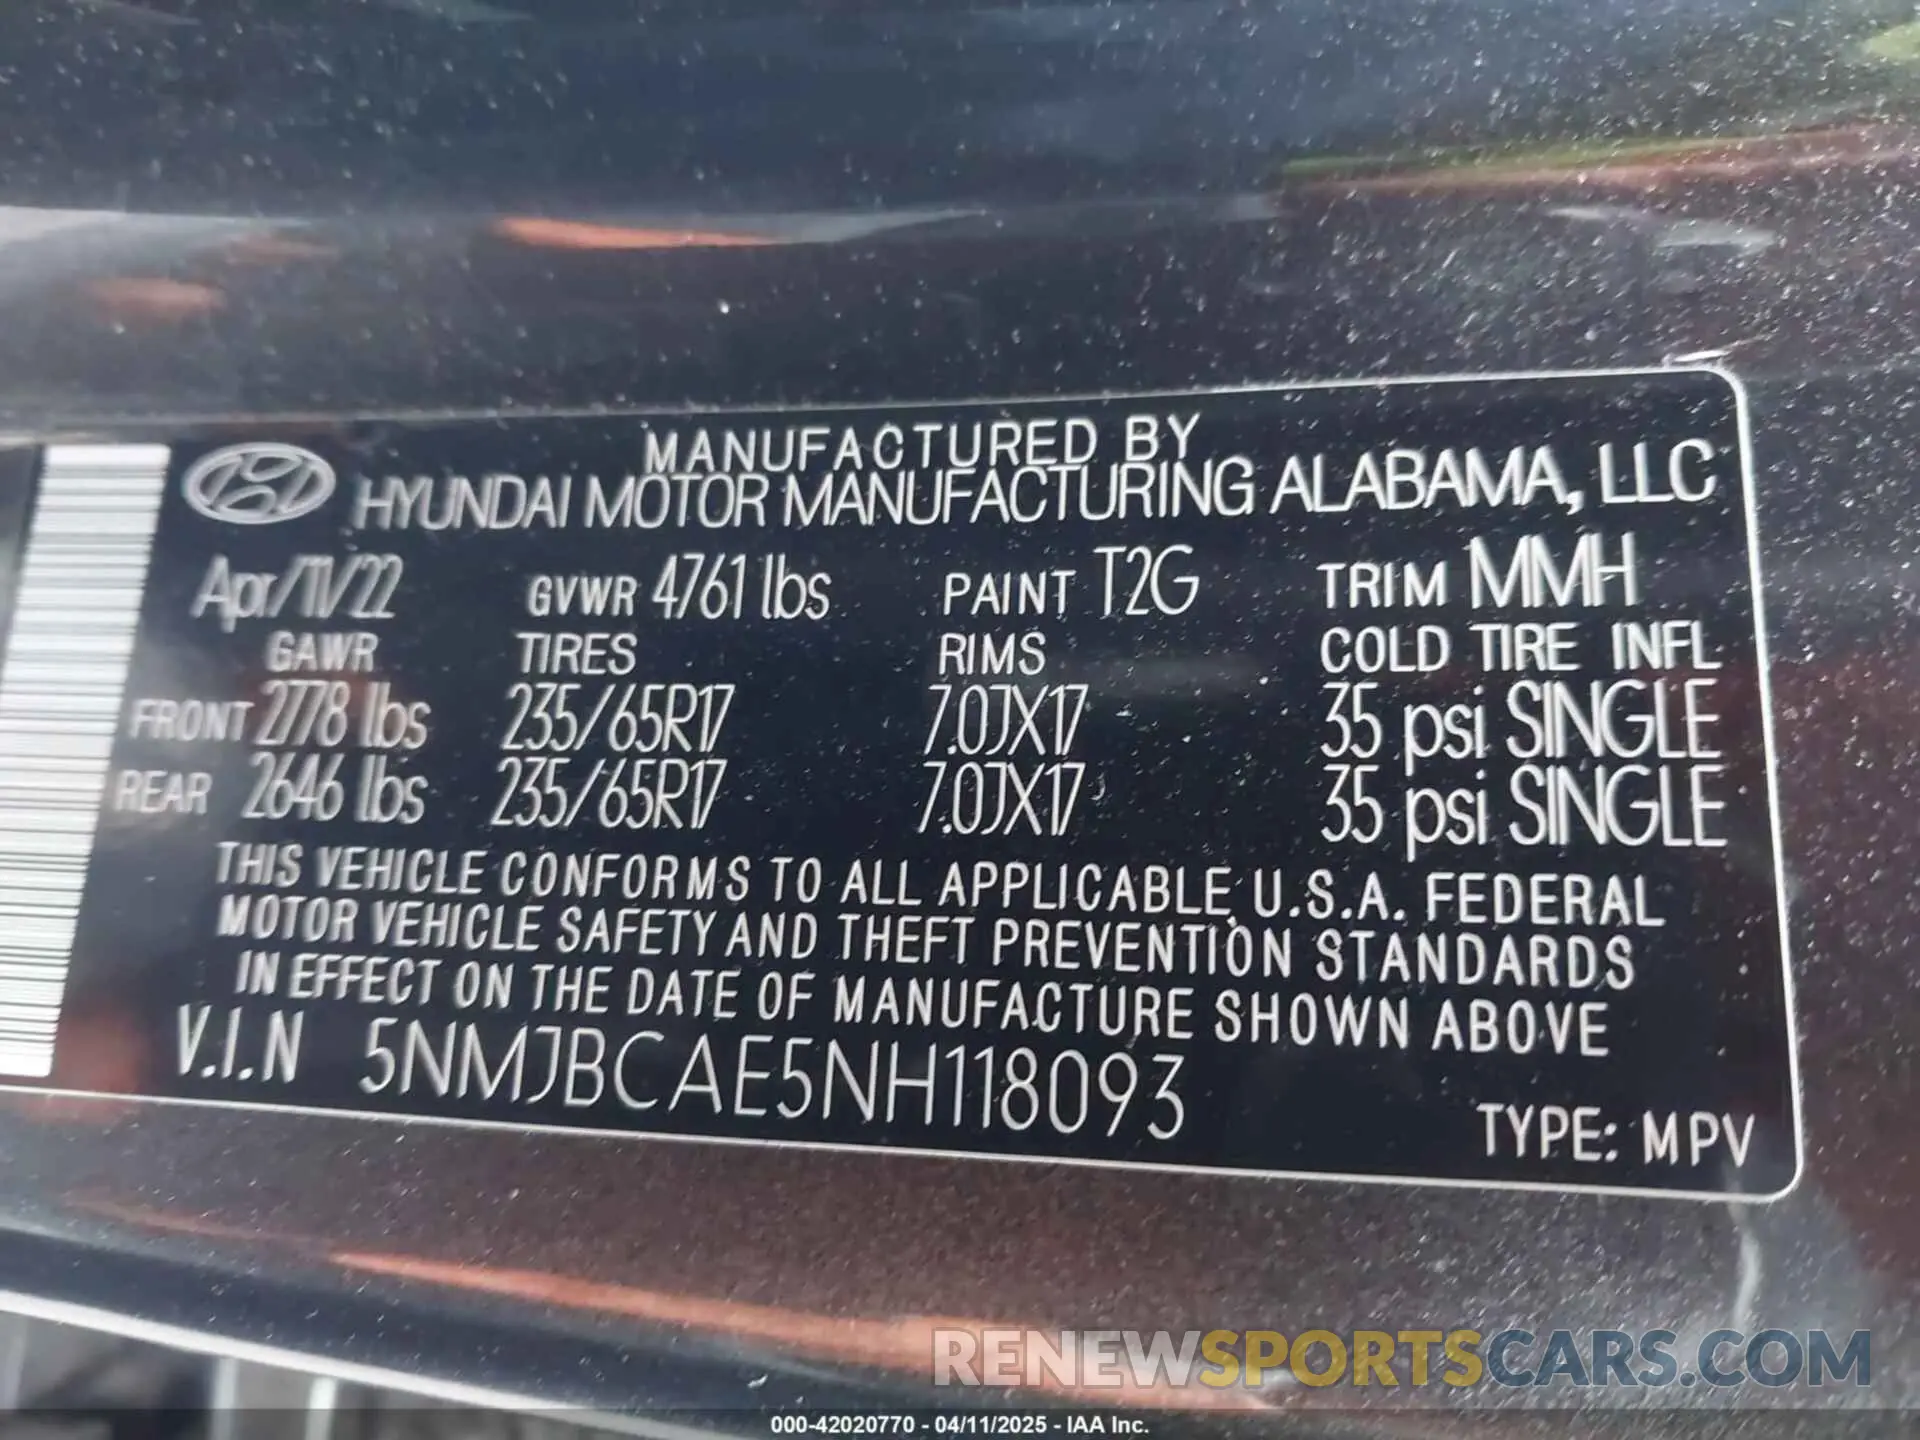 MANUFACTURED BY
HYUNDAI MOTOR MANUFACTURING ALABAMA, LLC
Apr/11/22 GVWR 4761 lbs PAINT T2G TRIM MMH
GAWR TIRES RIMS COLD TIRE INFL
FRONT 2778 lbs 235/65R17 7.0JX17 35 psi SINGLE
REAR 2646 lbs 235/65R17 7.0JX17 35 psi SINGLE
THIS VEHICLE CONFORMS TO ALL APPLICABLE U.S.A. FEDERAL
MOTOR VEHICLE SAFETY AND THEFT PREVENTION STANDARDS
IN EFFECT ON THE DATE OF MANUFACTURE SHOWN ABOVE
V.I.N 5NMJBCAE5NH118093
TYPE: MPV
RENEWSPORTSCARS.COM
000-42020770 - 04/11/2025 - IAA Inc.